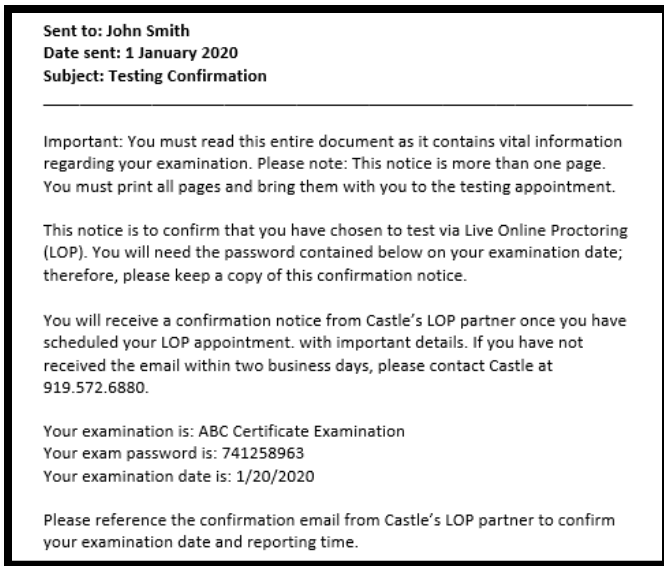 Sent to: John Smith
Date sent: 1 January 2020
Subject: Testing Confirmation
Important: You must read this entire document as it contains vital information
regarding your examination. Please note: This notice is more than one page.
You must print all pages and bring them with you to the testing appointment.
This notice is to confirm that you have chosen to test via Live Online Proctoring
(LOP). You will need the password contained below on your examination date;
therefore, please keep a copy of this confirmation notice.
You will receive a confirmation notice from Castle's LOP partner once you have
scheduled your LOP appointment. with important details. If you have not
received the email within two business days, please contact Castle at
919.572.6880.
Your examination is: ABC Certificate Examination
Your exam password is: 741258963
Your examination date is: 1/20/2020
Please reference the confirmation email from Castle's LOP partner to confirm
your examination date and reporting time.